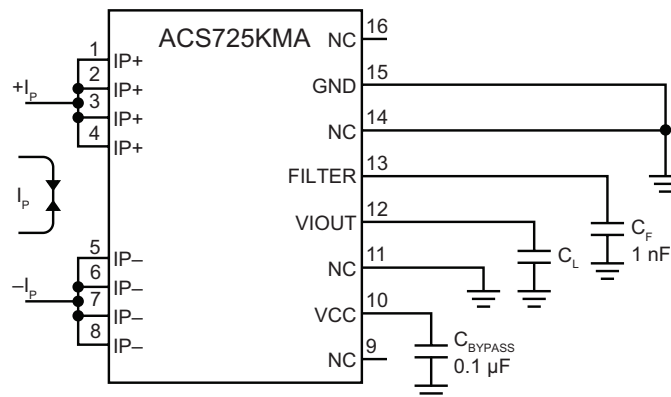 ACS725KMA
+IP
1 IP+
2 IP+
3 IP+
4 IP+
IP
–IP
5 IP–
6 IP–
7 IP–
8 IP–
NC 16
GND 15
NC 14
FILTER 13
VIOUT 12
NC 11
VCC 10
NC 9
CF
1 nF
CL
CBYPASS
0.1 µF